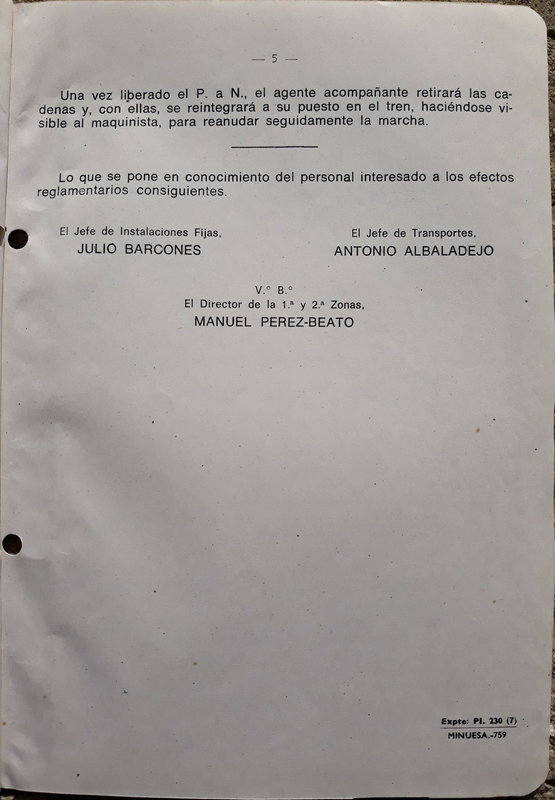 — 5 —
Una vez liberado el P. a N., el agente acompañante retirará las ca-
denas y, con ellas, se reintegrará a su puesto en el tren, haciéndose vi-
sible al maquinista, para reanudar seguidamente la marcha.
Lo que se pone en conocimiento del personal interesado a los efectos
reglamentarios consiguientes.
El Jefe de Instalaciones Fijas, El Jefe de Transportes,
JULIO BARCONES ANTONIO ALBALADEJO
V.º B.º
El Director de la 1.ª y 2.ª Zonas,
MANUEL PEREZ-BEATO
Expte: PI. 230 (7)
MINUESA.-759